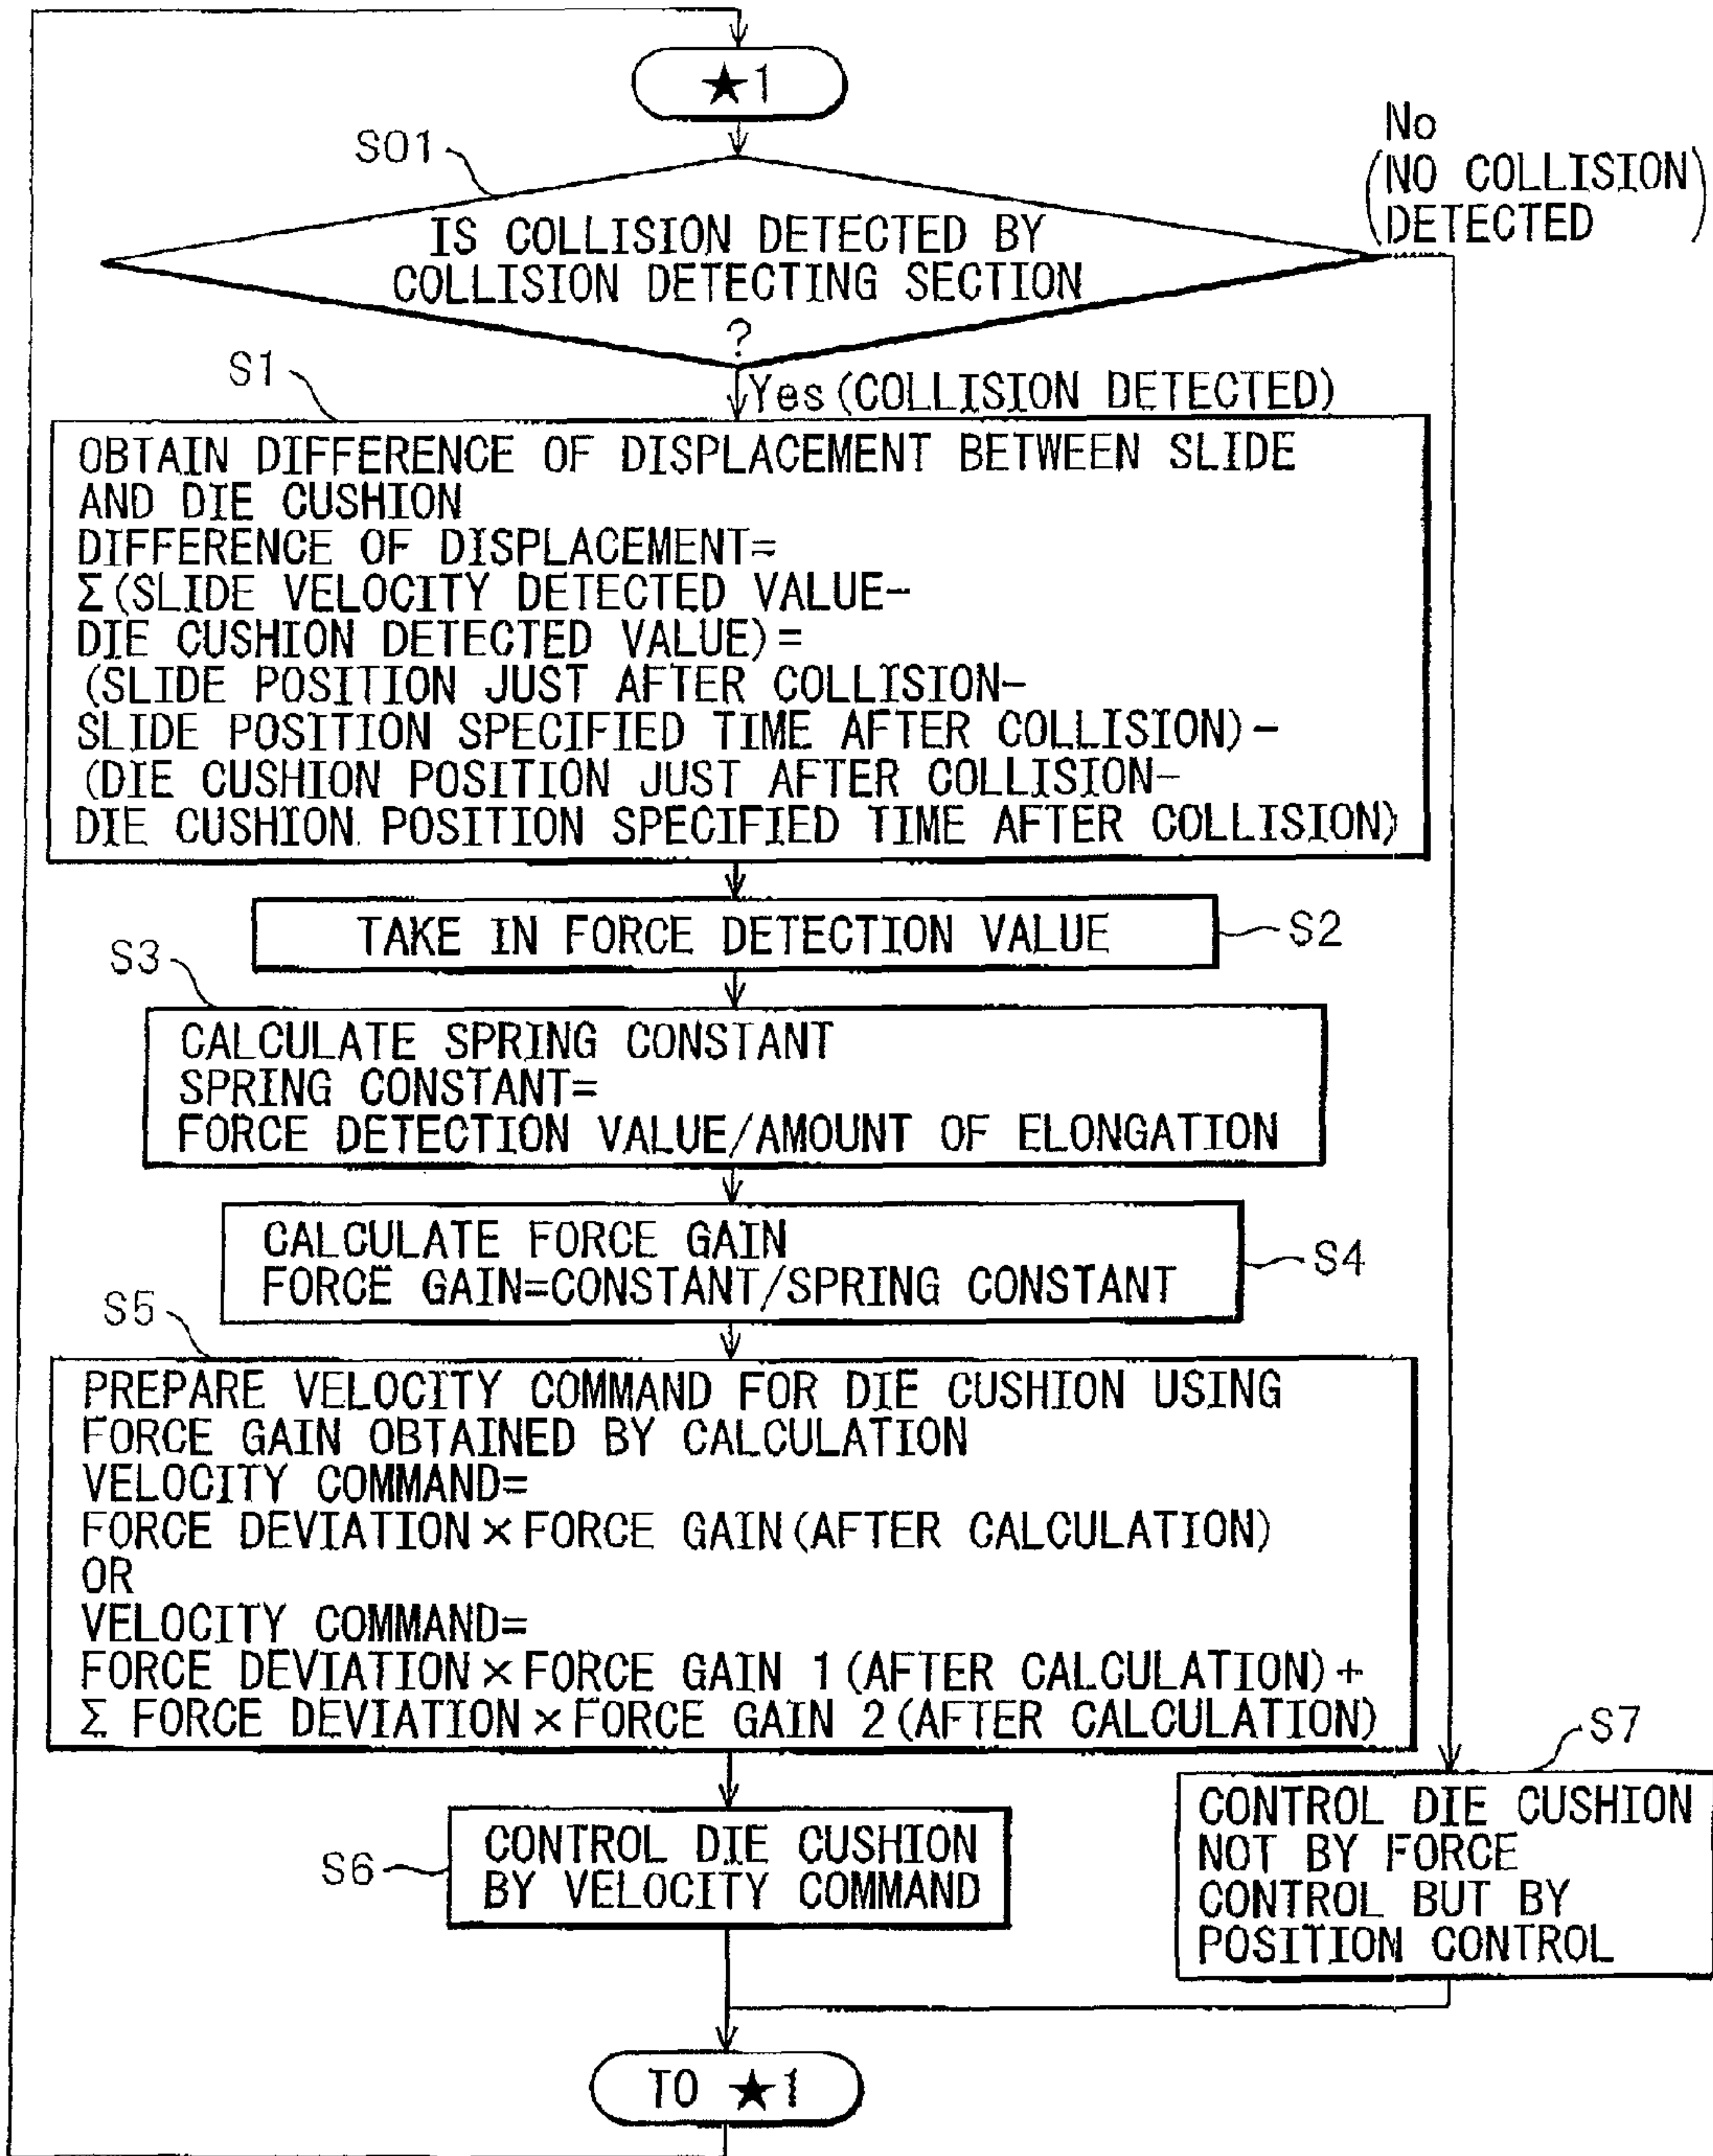 ★1
S01
IS COLLISION DETECTED BY
COLLISION DETECTING SECTION
?
No
(NO COLLISION
DETECTED)
Yes(COLLISION DETECTED)
S1
OBTAIN DIFFERENCE OF DISPLACEMENT BETWEEN SLIDE
AND DIE CUSHION
DIFFERENCE OF DISPLACEMENT=
Σ(SLIDE VELOCITY DETECTED VALUE-
DIE CUSHION DETECTED VALUE)=
(SLIDE POSITION JUST AFTER COLLISION-
SLIDE POSITION SPECIFIED TIME AFTER COLLISION)-
(DIE CUSHION POSITION JUST AFTER COLLISION-
DIE CUSHION POSITION SPECIFIED TIME AFTER COLLISION)
TAKE IN FORCE DETECTION VALUE
S2
S3
CALCULATE SPRING CONSTANT
SPRING CONSTANT=
FORCE DETECTION VALUE/AMOUNT OF ELONGATION
CALCULATE FORCE GAIN
FORCE GAIN=CONSTANT/SPRING CONSTANT
S4
S5
PREPARE VELOCITY COMMAND FOR DIE CUSHION USING
FORCE GAIN OBTAINED BY CALCULATION
VELOCITY COMMAND=
FORCE DEVIATION×FORCE GAIN(AFTER CALCULATION)
OR
VELOCITY COMMAND=
FORCE DEVIATION×FORCE GAIN 1(AFTER CALCULATION)+
Σ FORCE DEVIATION×FORCE GAIN 2(AFTER CALCULATION)
S6
CONTROL DIE CUSHION
BY VELOCITY COMMAND
S7
CONTROL DIE CUSHION
NOT BY FORCE
CONTROL BUT BY
POSITION CONTROL
TO ★1